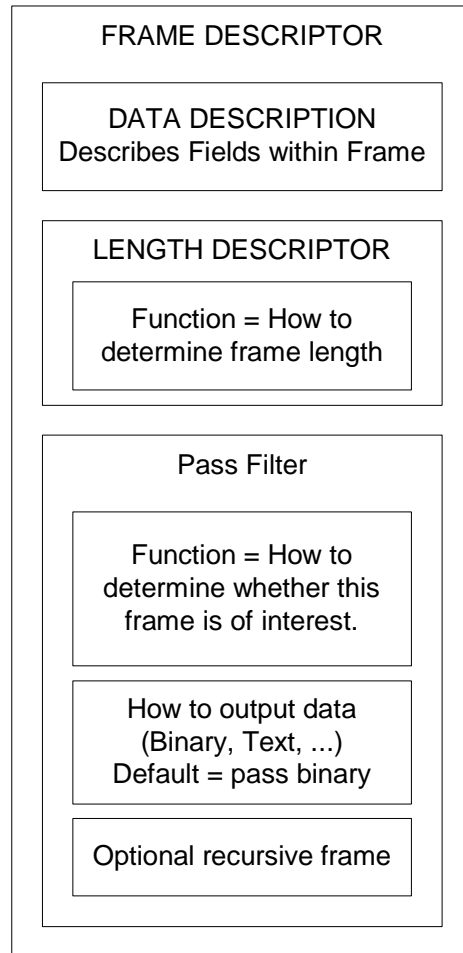 FRAME DESCRIPTOR
DATA DESCRIPTION
Describes Fields within Frame
LENGTH DESCRIPTOR
Function = How to
determine frame length
Pass Filter
Function = How to
determine whether this
frame is of interest.
How to output data
(Binary, Text, ...)
Default = pass binary
Optional recursive frame